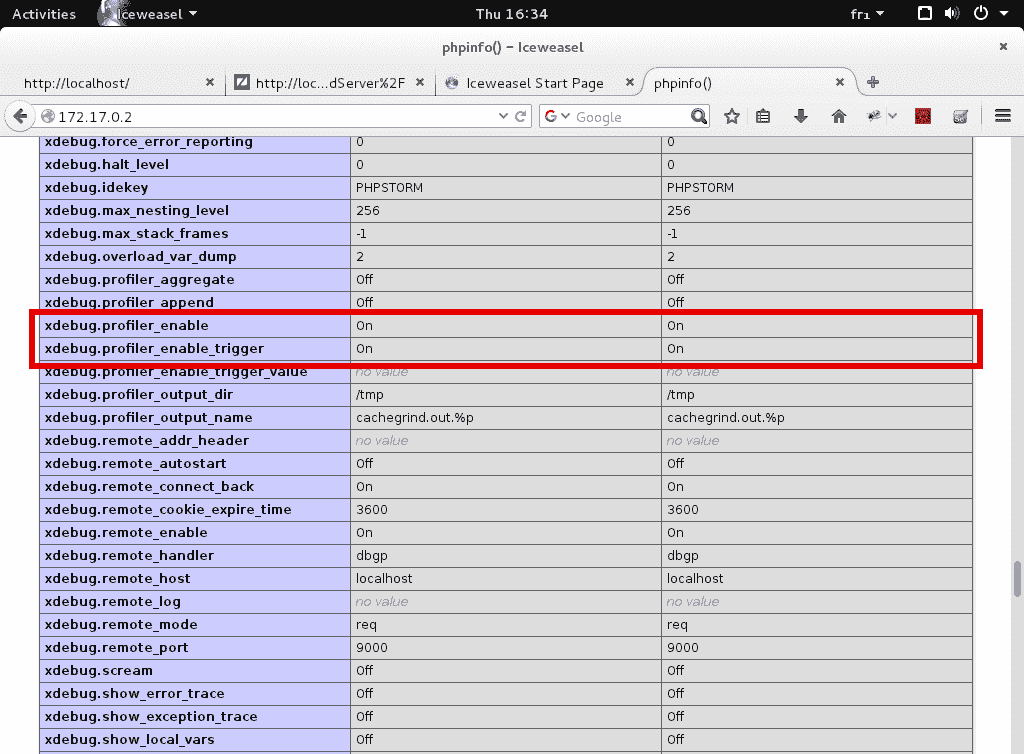 Activities Iceweasel Thu 16:34 fr1
phpinfo() - Iceweasel
http://localhost/ http://loc...dServer%2F Iceweasel Start Page phpinfo()
172.17.0.2 Google
xdebug.force_error_reporting 0 0
xdebug.halt_level 0 0
xdebug.idekey PHPSTORM PHPSTORM
xdebug.max_nesting_level 256 256
xdebug.max_stack_frames -1 -1
xdebug.overload_var_dump 2 2
xdebug.profiler_aggregate Off Off
xdebug.profiler_append Off Off
xdebug.profiler_enable On On
xdebug.profiler_enable_trigger On On
xdebug.profiler_enable_trigger_value no value no value
xdebug.profiler_output_dir /tmp /tmp
xdebug.profiler_output_name cachegrind.out.%p cachegrind.out.%p
xdebug.remote_addr_header no value no value
xdebug.remote_autostart Off Off
xdebug.remote_connect_back On On
xdebug.remote_cookie_expire_time 3600 3600
xdebug.remote_enable On On
xdebug.remote_handler dbgp dbgp
xdebug.remote_host localhost localhost
xdebug.remote_log no value no value
xdebug.remote_mode req req
xdebug.remote_port 9000 9000
xdebug.scream Off Off
xdebug.show_error_trace Off Off
xdebug.show_exception_trace Off Off
xdebug.show_local_vars Off Off